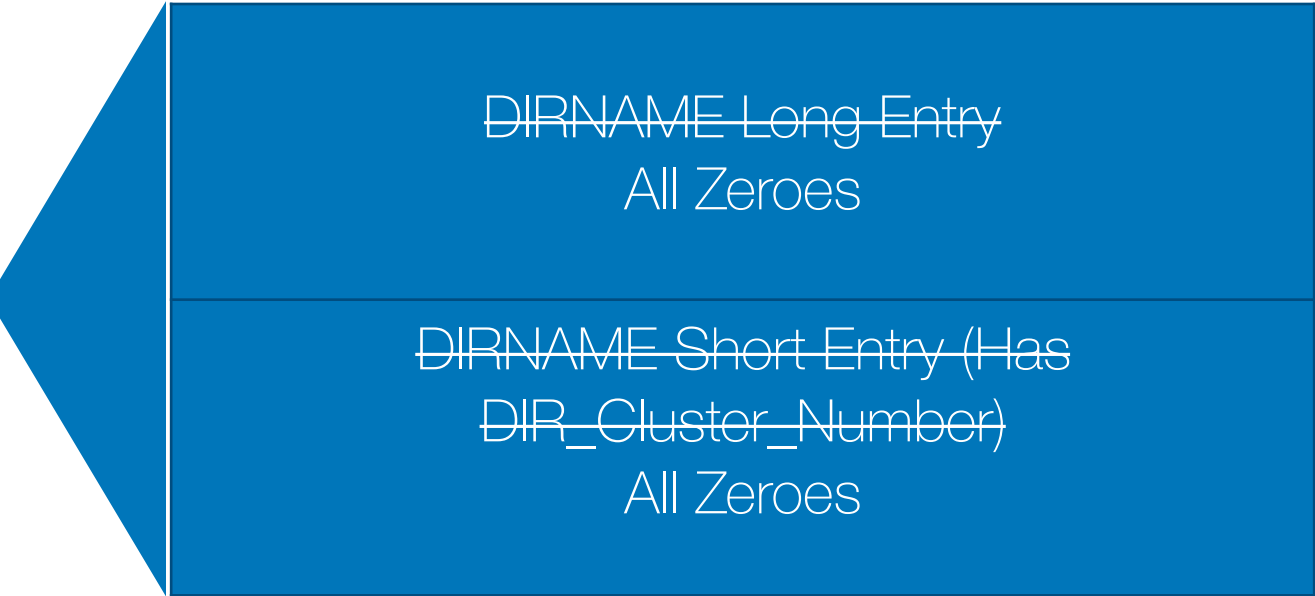 DIRNAME Long Entry
All Zeroes
DIRNAME Short Entry (Has
DIR_Cluster_Number)
All Zeroes